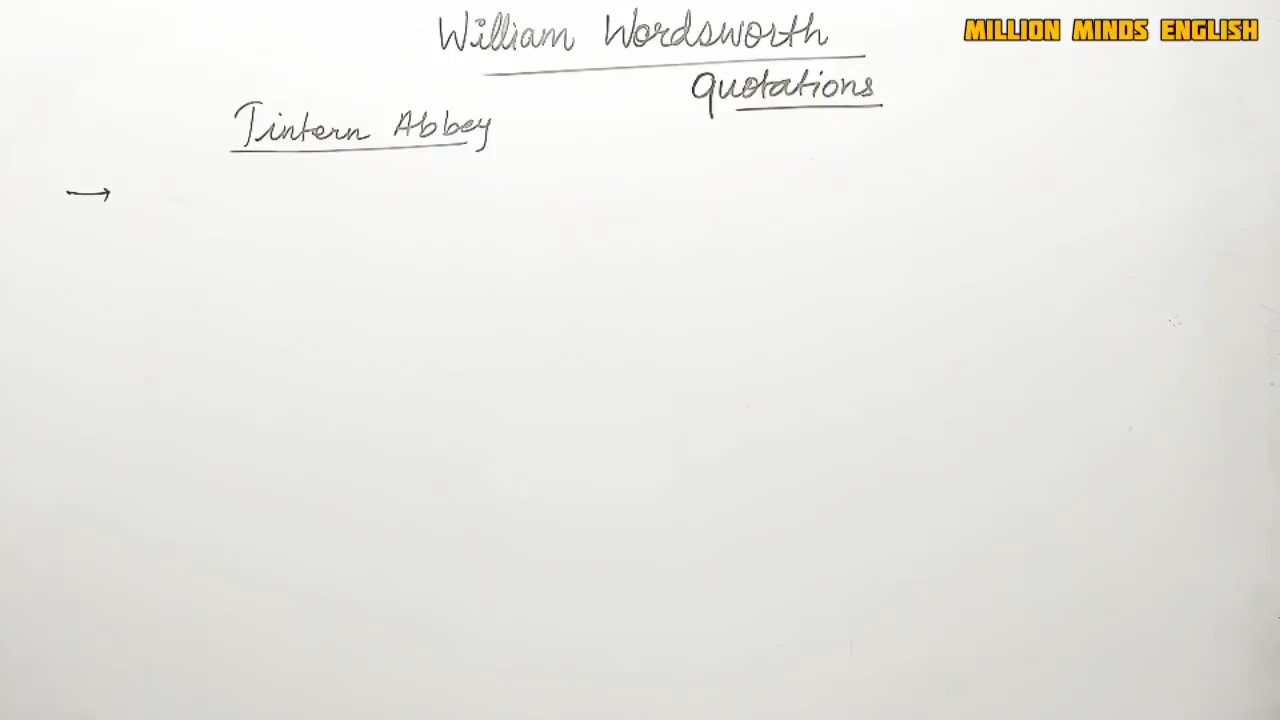 William Wordsworth
MILLION MINDS ENGLISH
Quotations
Tintern Abbey
→